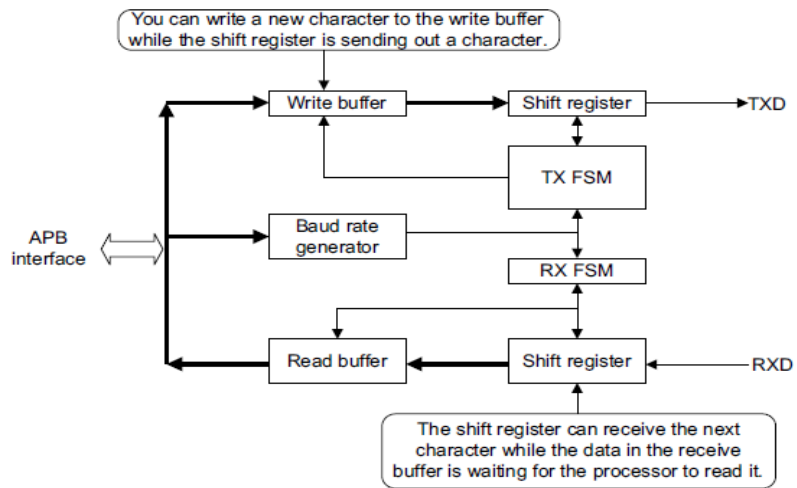 You can write a new character to the write buffer
while the shift register is sending out a character.
Write buffer
Shift register
TXD
TX FSM
APB
interface
Baud rate
generator
RX FSM
Read buffer
Shift register
RXD
The shift register can receive the next
character while the data in the receive
buffer is waiting for the processor to read it.